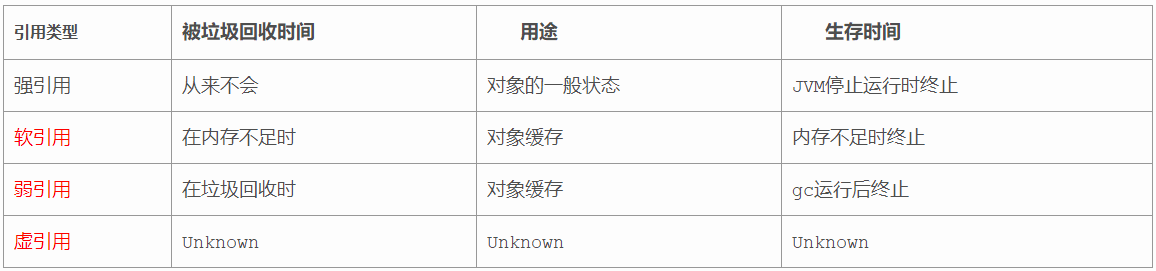 引用类型 被垃圾回收时间 用途 生存时间
强引用 从来不会 对象的一般状态 JVM停止运行时终止
软引用 在内存不足时 对象缓存 内存不足时终止
弱引用 在垃圾回收时 对象缓存 gc运行后终止
虚引用 Unknown Unknown Unknown